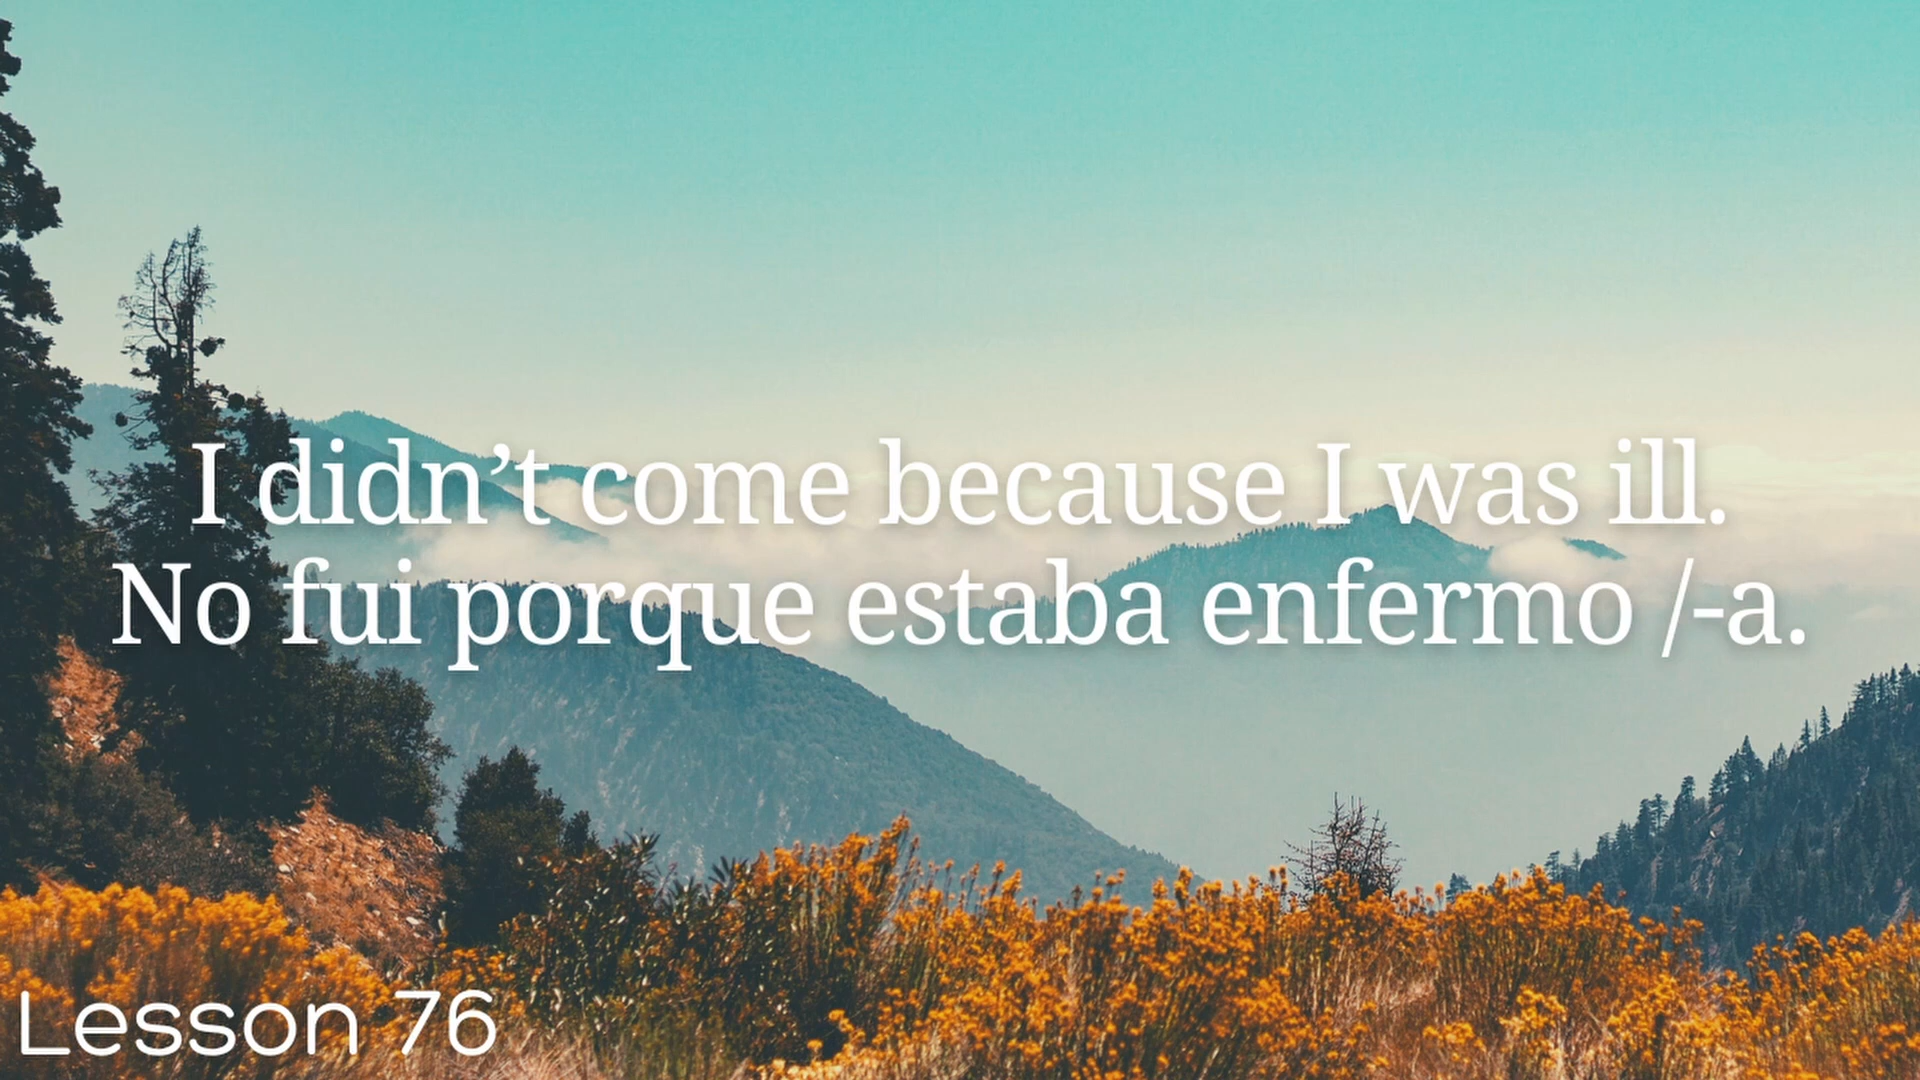 I didn’t come because I was ill.
No fui porque estaba enfermo /-a.
Lesson 76